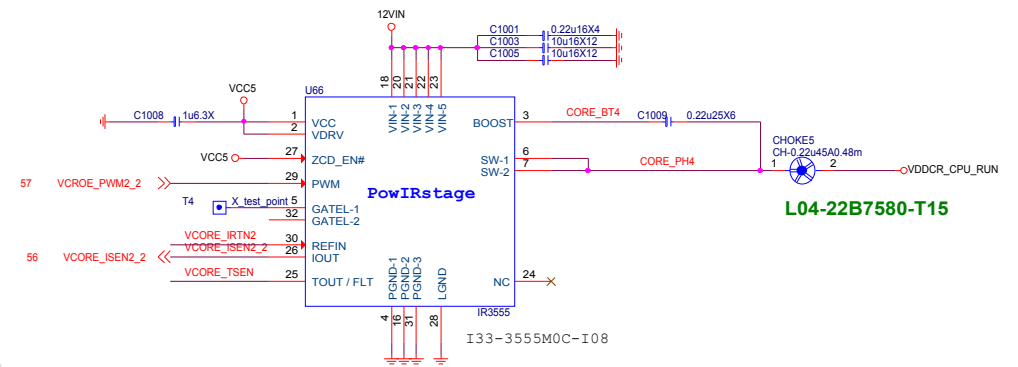 12VIN
C1001 0.22u16X4
C1003 10u16X12
C1005 10u16X12
18 20 21 22 23
U66
VCC5
VIN-1 VIN-2 VIN-3 VIN-4 VIN-5
C1008 1u6.3X
1 VCC
2 VDRV
BOOST 3 CORE_BT4 C1009 0.22u25X6
CHOKE5
CH-0.22u45A0.48m
VCC5 27 ZCD_EN#
SW-1 6
SW-2 7 CORE_PH4 1 2 VDDCR_CPU_RUN
57 VCROE_PWM2_2 29 PWM
PowIRstage
L04-22B7580-T15
T4 X_test_point 5 GATEL-1
32 GATEL-2
VCORE_IRTN2 30 REFIN
VCORE_ISEN2_2
56 VCORE_ISEN2_2 26 IOUT
VCORE_TSEN 25 TOUT / FLT
NC 24
PGND-1 PGND-2 PGND-3 LGND
4 16 31 28
IR3555
I33-3555M0C-I08